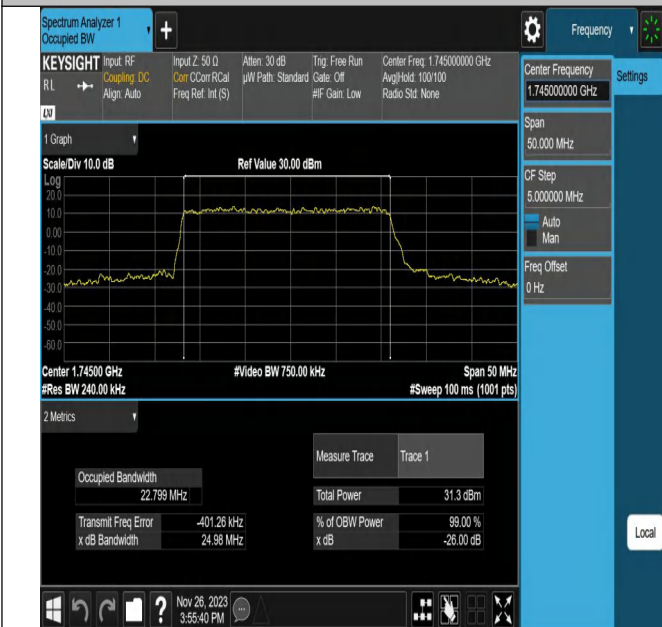 Spectrum Analyzer 1
Occupied BW
+
Frequency
KEYSIGHT
RL
LXI
Input: RF
Coupling: DC
Align: Auto
Input Z: 50 Ω
Corr CCorr RCal
Freq Ref: Int (S)
Atten: 30 dB
µW Path: Standard
Trig: Free Run
Gate: Off
#IF Gain: Low
Center Freq: 1.745000000 GHz
Avg|Hold: 100/100
Radio Std: None
Center Frequency
1.745000000 GHz
Settings
Span
50.000 MHz
CF Step
5.000000 MHz
Auto
Man
Freq Offset
0 Hz
1 Graph
Scale/Div 10.0 dB
Ref Value 30.00 dBm
Log
20.0
10.0
0.00
-10.0
-20.0
-30.0
-40.0
-50.0
-60.0
Center 1.74500 GHz
#Video BW 750.00 kHz
Span 50 MHz
#Res BW 240.00 kHz
#Sweep 100 ms (1001 pts)
2 Metrics
Occupied Bandwidth
22.799 MHz
Transmit Freq Error -401.26 kHz
x dB Bandwidth 24.98 MHz
Measure Trace Trace 1
Total Power 31.3 dBm
% of OBW Power 99.00 %
x dB -26.00 dB
Local
?
Nov 26, 2023
3:55:40 PM